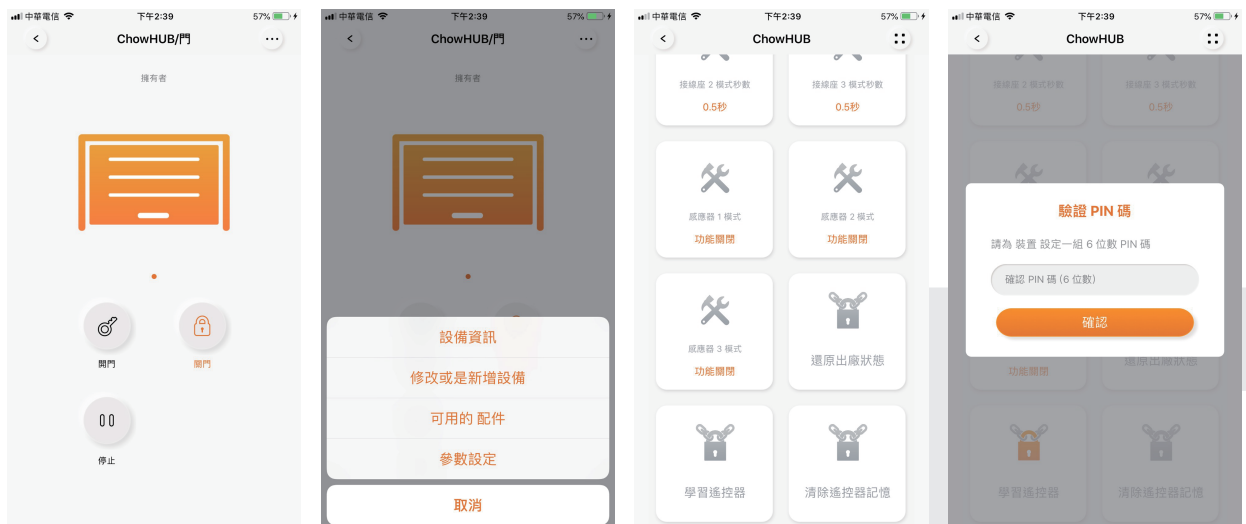 中華電信 下午2:39 57%
ChowHUB/門
擁有者
開門 關門
停止
中華電信 下午2:39 57%
ChowHUB/門
擁有者
設備資訊
修改或是新增設備
可用的 配件
參數設定
取消
中華電信 下午2:39 57%
ChowHUB
接線座 2 模式秒數 接線座 3 模式秒數
0.5秒 0.5秒
感應器 1 模式 感應器 2 模式
功能關閉 功能關閉
感應器 3 模式 還原出廠狀態
功能關閉
學習遙控器 清除遙控器記憶
中華電信 下午2:39 57%
ChowHUB
接線座 2 模式秒數 接線座 3 模式秒數
0.5秒 0.5秒
驗證 PIN 碼
請為 裝置 設定一組 6 位數 PIN 碼
確認 PIN 碼 (6 位數)
確認
功能關閉 還原出廠狀態
學習遙控器 清除遙控器記憶